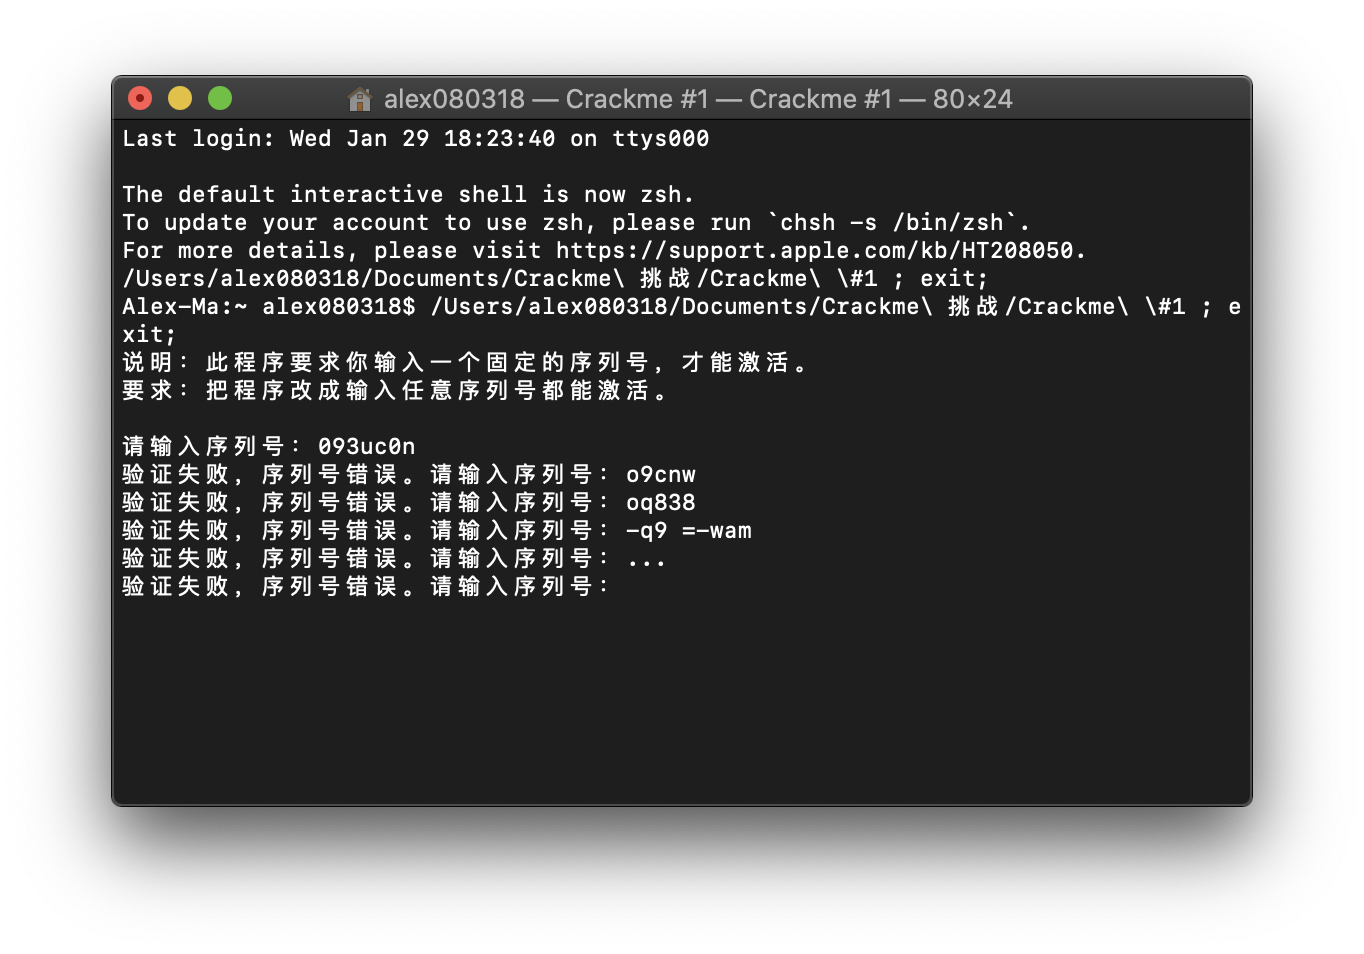 alex080318 — Crackme #1 — Crackme #1 — 80×24
Last login: Wed Jan 29 18:23:40 on ttys000
The default interactive shell is now zsh.
To update your account to use zsh, please run `chsh -s /bin/zsh`.
For more details, please visit https://support.apple.com/kb/HT208050.
/Users/alex080318/Documents/Crackme\ 挑战/Crackme\ \#1 ; exit;
Alex-Ma:~ alex080318$ /Users/alex080318/Documents/Crackme\ 挑战/Crackme\ \#1 ; e
xit;
说明：此程序要求你输入一个固定的序列号，才能激活。
要求：把程序改成输入任意序列号都能激活。
请输入序列号：093uc0n
验证失败，序列号错误。请输入序列号：o9cnw
验证失败，序列号错误。请输入序列号：oq838
验证失败，序列号错误。请输入序列号：-q9 =-wam
验证失败，序列号错误。请输入序列号：...
验证失败，序列号错误。请输入序列号：